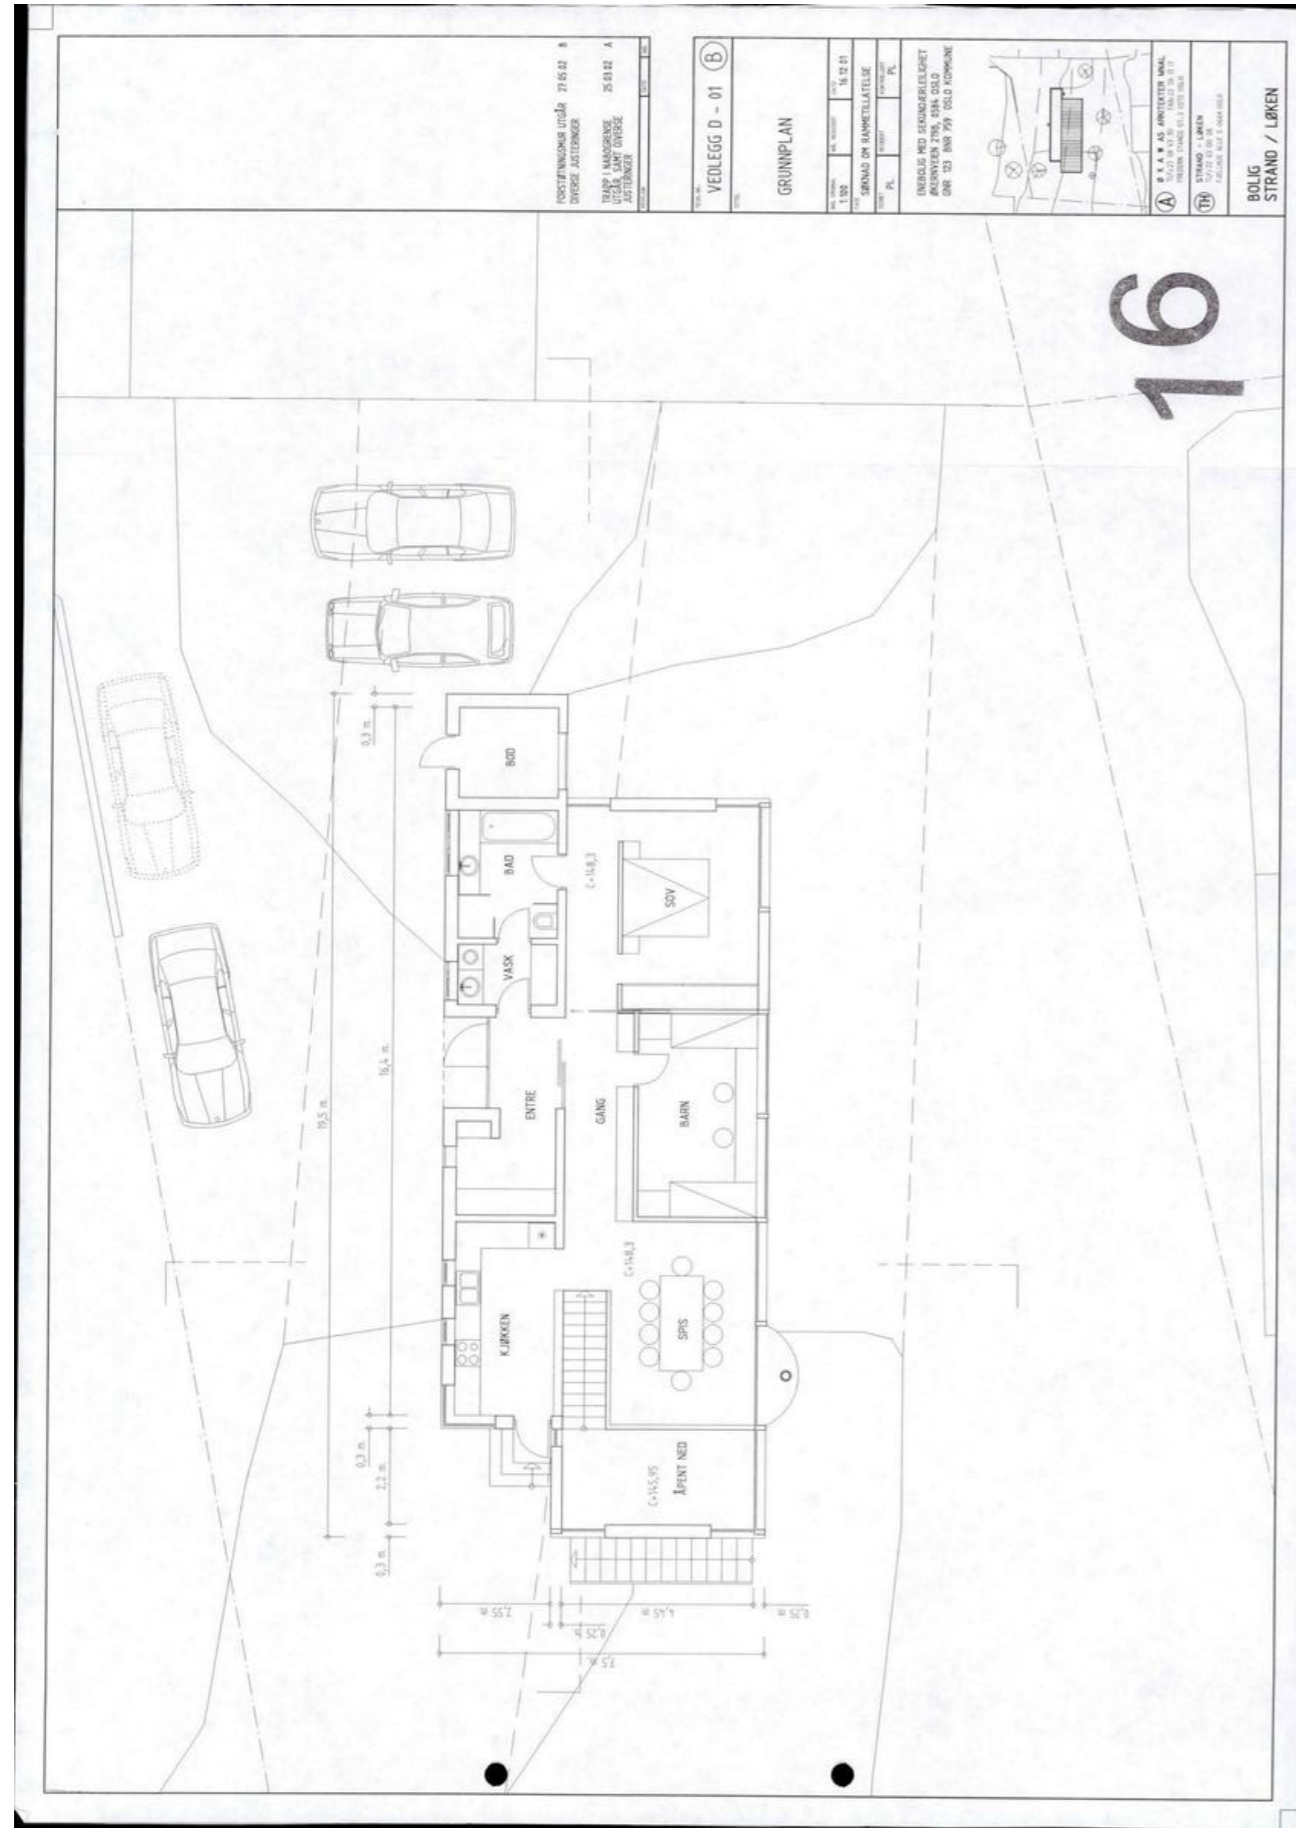 FORSTØTNINGSMUR UTGÅR 27 05 02 B
DIVERSE JUSTERINGER
TRAPP I NABOGRENSE 25 03 02 A
UTGÅR, SAMT DIVERSE
JUSTERINGER
VEDLEGG D - 01 B
GRUNNPLAN
1:100 16 12 01
SØKNAD OM RAMMETILLATELSE
PL PL
ENEBOLIG MED SEKUNDÆRLEILIGHET
ØKERNVEIEN 219B, 0584 OSLO
GNR 123 BNR 759 OSLO KOMMUNE
A
TH STRAND - LØKEN
BOLIG
STRAND / LØKEN
16
0,3 m.
19,5 m.
16,4 m.
0,3 m.
2,2 m.
0,3 m.
BOD
BAD
C+148,3
SOV
VASK
ENTRE
GANG
BARN
C+148,3
KJØKKEN
SPIS
C+145,95
ÅPENT NED
2,55 m
0,25 m
4,45 m
0,25 m
7,5 m